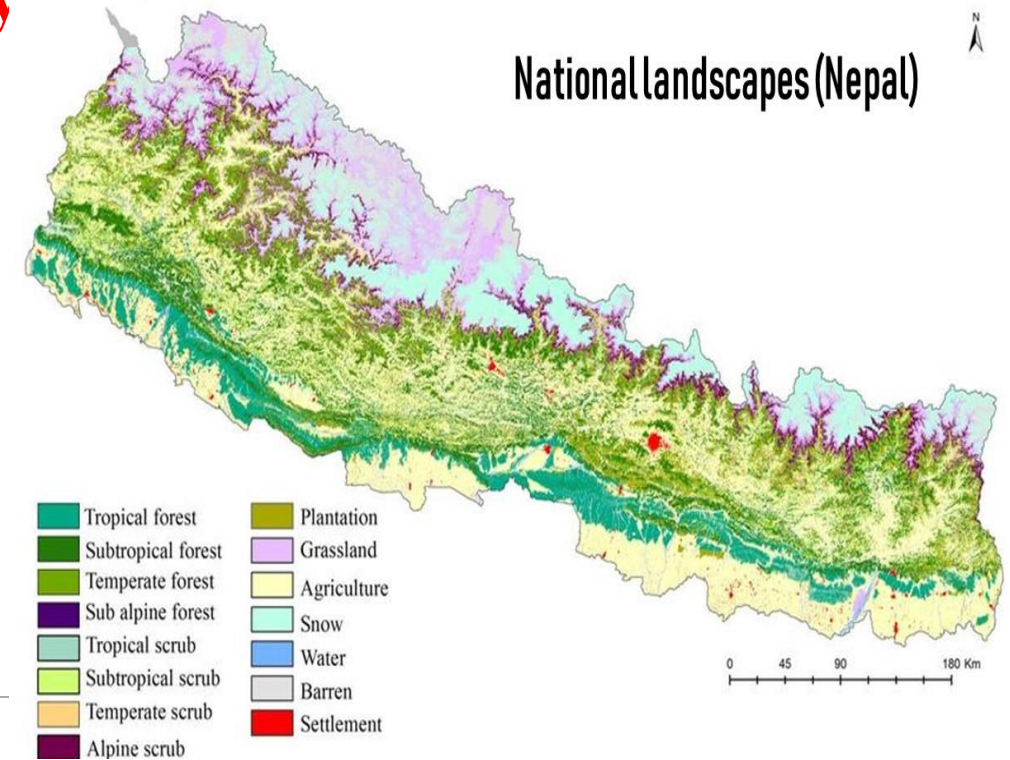 N
National landscapes (Nepal)
Tropical forest
Subtropical forest
Temperate forest
Sub alpine forest
Tropical scrub
Subtropical scrub
Temperate scrub
Alpine scrub
Plantation
Grassland
Agriculture
Snow
Water
Barren
Settlement
0 45 90 180 Km